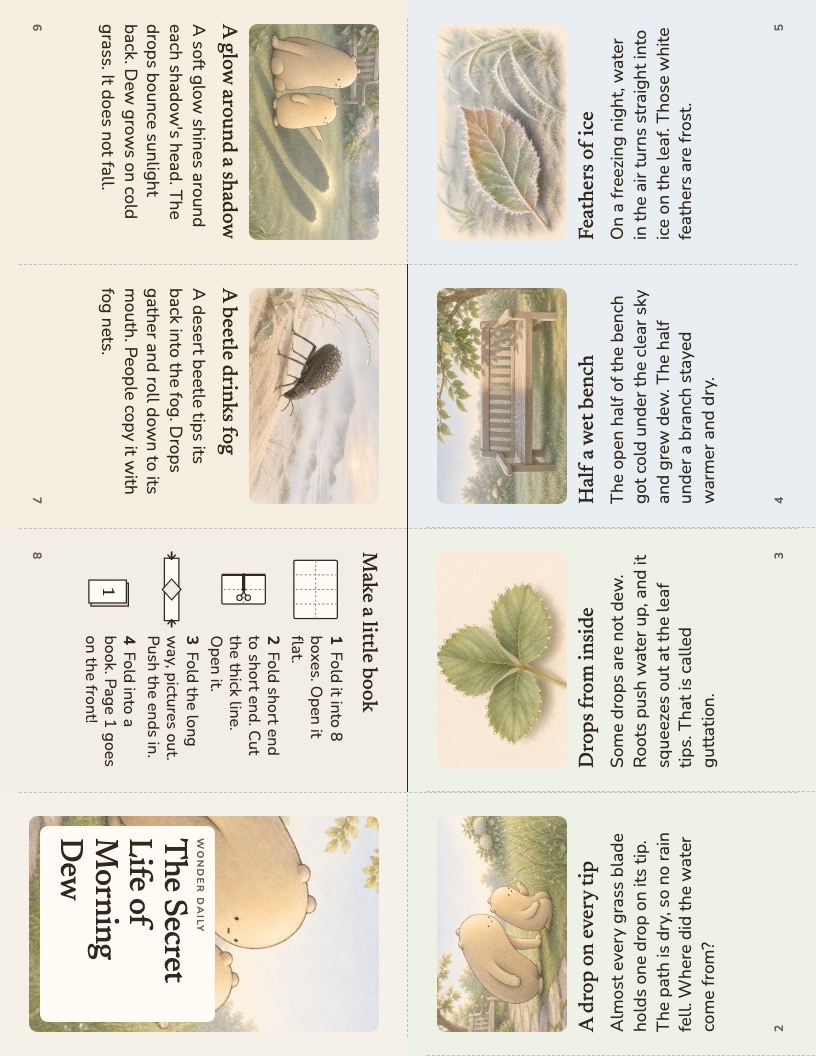 WONDER DAILY
The Secret
Life of
Morning
Dew
A drop on every tip
Almost every grass blade
holds one drop on its tip.
The path is dry, so no rain
fell. Where did the water
come from?
2
Drops from inside
Some drops are not dew.
Roots push water up, and it
squeezes out at the leaf
tips. That is called
guttation.
3
Half a wet bench
The open half of the bench
got cold under the clear sky
and grew dew. The half
under a branch stayed
warmer and dry.
4
Feathers of ice
On a freezing night, water
in the air turns straight into
ice on the leaf. Those white
feathers are frost.
5
A glow around a shadow
A soft glow shines around
each shadow's head. The
drops bounce sunlight
back. Dew grows on cold
grass. It does not fall.
6
A beetle drinks fog
A desert beetle tips its
back into the fog. Drops
gather and roll down to its
mouth. People copy it with
fog nets.
7
Make a little book
1 Fold it into 8
boxes. Open it
flat.
2 Fold short end
to short end. Cut
the thick line.
Open it.
3 Fold the long
way, pictures out.
Push the ends in.
1
4 Fold into a
book. Page 1 goes
on the front!
8